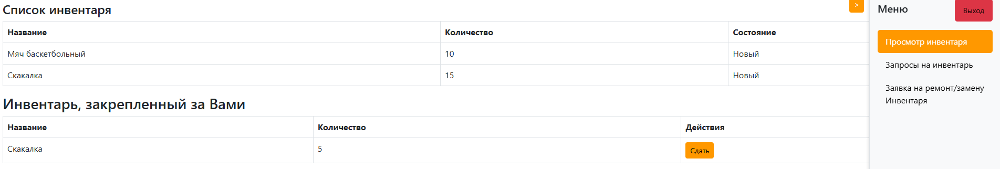 Список инвентаря
Название Количество Состояние
Мяч баскетбольный 10 Новый
Скакалка 15 Новый
Инвентарь, закрепленный за Вами
Название Количество Действия
Скакалка 5 Сдать
>
Меню
Выход
Просмотр инвентаря
Запросы на инвентарь
Заявка на ремонт/замену
Инвентаря